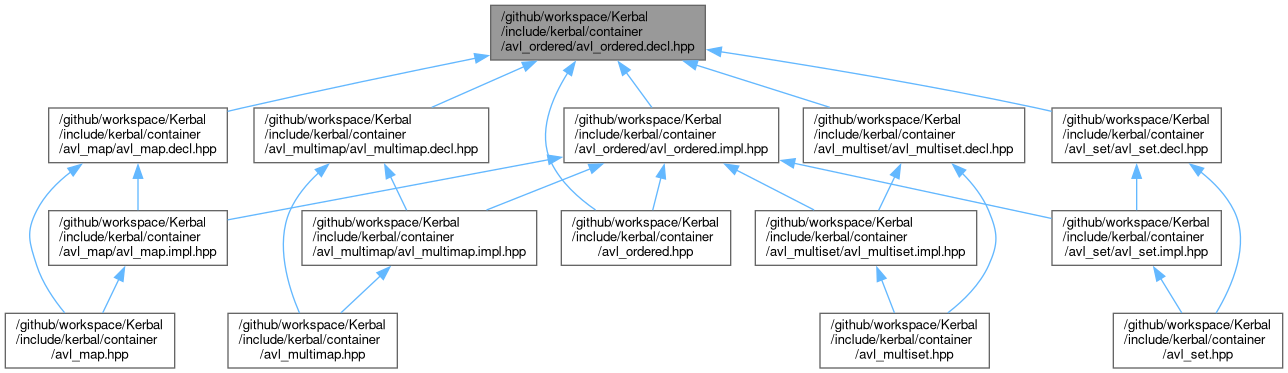 /github/workspace/Kerbal
/include/kerbal/container
/avl_ordered/avl_ordered.decl.hpp
/github/workspace/Kerbal
/include/kerbal/container
/avl_map/avl_map.decl.hpp
/github/workspace/Kerbal
/include/kerbal/container
/avl_multimap/avl_multimap.decl.hpp
/github/workspace/Kerbal
/include/kerbal/container
/avl_ordered/avl_ordered.impl.hpp
/github/workspace/Kerbal
/include/kerbal/container
/avl_multiset/avl_multiset.decl.hpp
/github/workspace/Kerbal
/include/kerbal/container
/avl_set/avl_set.decl.hpp
/github/workspace/Kerbal
/include/kerbal/container
/avl_map/avl_map.impl.hpp
/github/workspace/Kerbal
/include/kerbal/container
/avl_multimap/avl_multimap.impl.hpp
/github/workspace/Kerbal
/include/kerbal/container
/avl_ordered.hpp
/github/workspace/Kerbal
/include/kerbal/container
/avl_multiset/avl_multiset.impl.hpp
/github/workspace/Kerbal
/include/kerbal/container
/avl_set/avl_set.impl.hpp
/github/workspace/Kerbal
/include/kerbal/container
/avl_map.hpp
/github/workspace/Kerbal
/include/kerbal/container
/avl_multimap.hpp
/github/workspace/Kerbal
/include/kerbal/container
/avl_multiset.hpp
/github/workspace/Kerbal
/include/kerbal/container
/avl_set.hpp